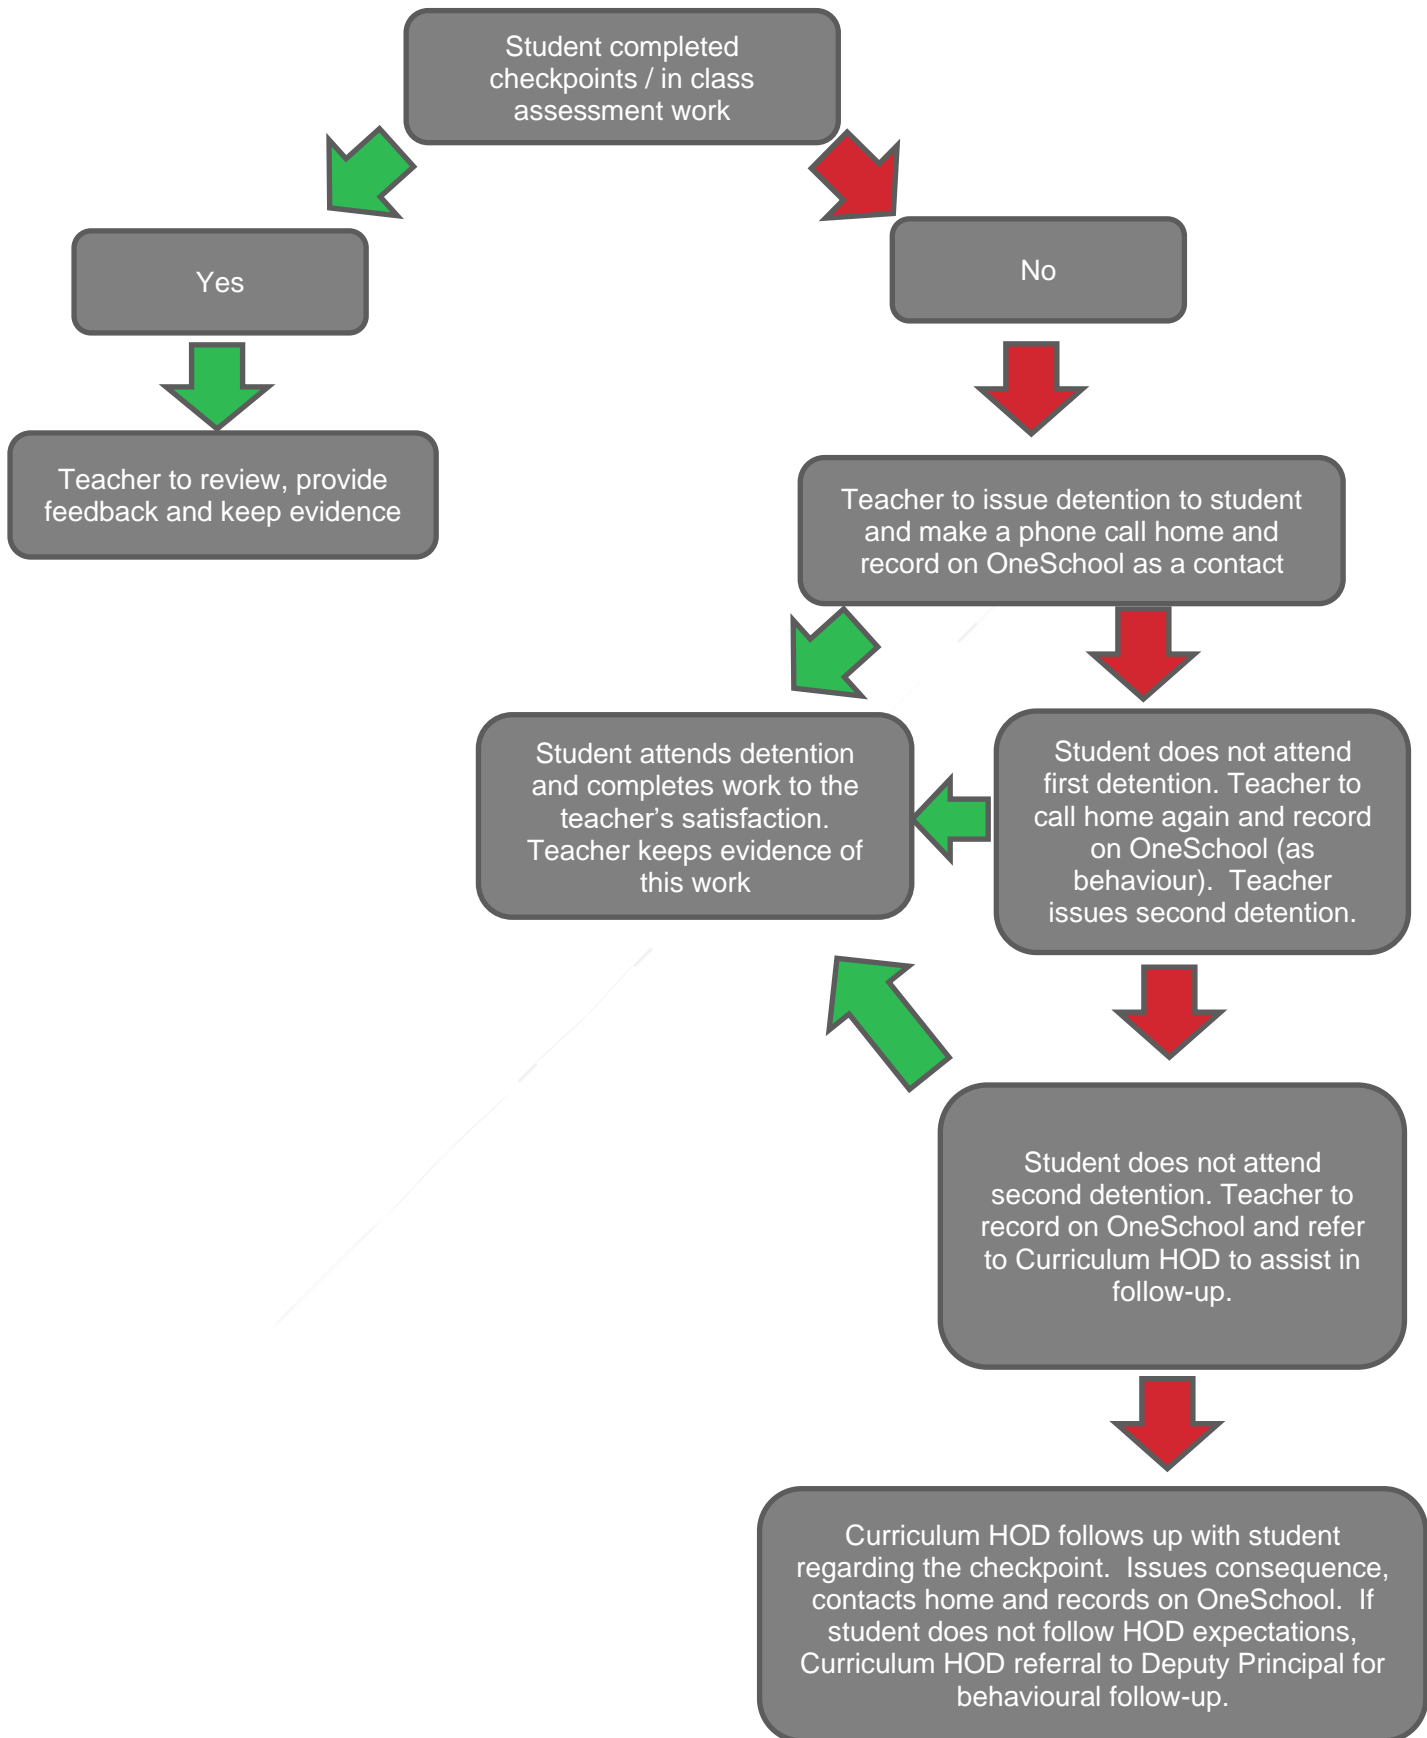 Student completed
checkpoints / in class
assessment work
Yes
No
Teacher to review, provide
feedback and keep evidence
Teacher to issue detention to student
and make a phone call home and
record on OneSchool as a contact
Student attends detention
and completes work to the
teacher’s satisfaction.
Teacher keeps evidence of
this work
Student does not attend
first detention. Teacher to
call home again and record
on OneSchool (as
behaviour).  Teacher
issues second detention.
Student does not attend
second detention. Teacher to
record on OneSchool and refer
to Curriculum HOD to assist in
follow-up.
Curriculum HOD follows up with student
regarding the checkpoint.  Issues consequence,
contacts home and records on OneSchool.  If
student does not follow HOD expectations,
Curriculum HOD referral to Deputy Principal for
behavioural follow-up.